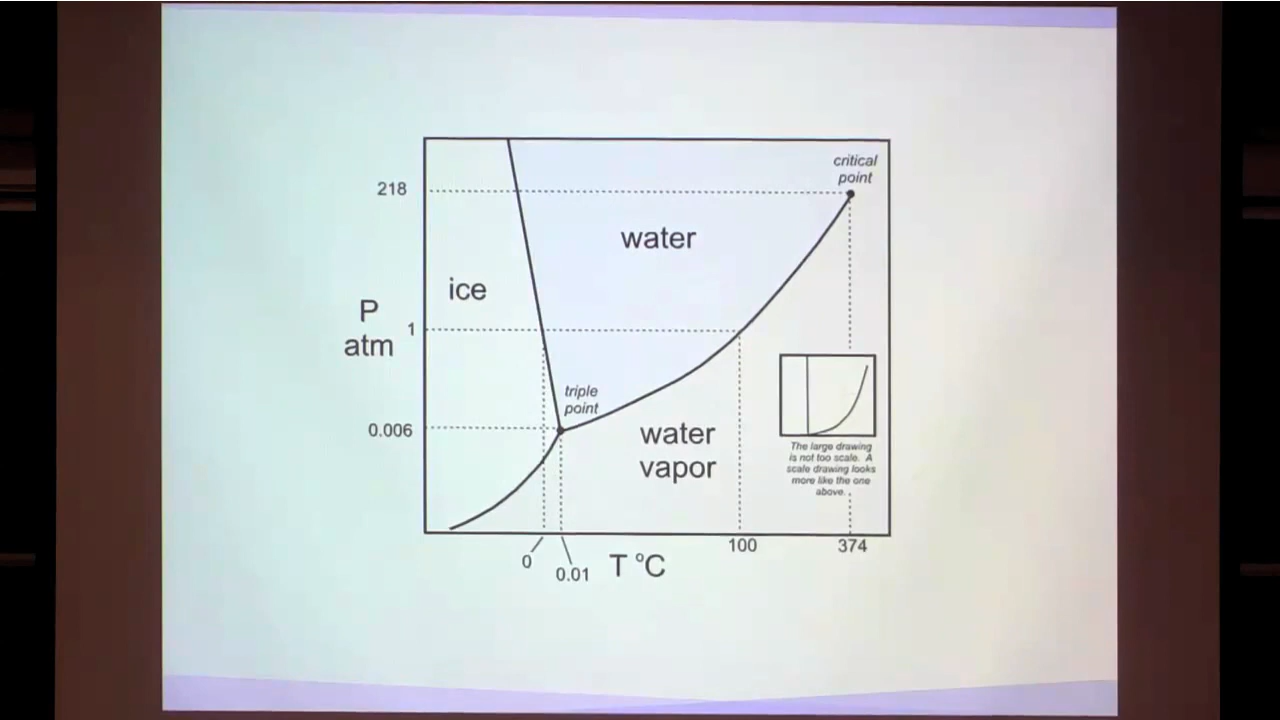 critical
point
218
water
ice
P
atm
1
triple
point
0.006
water
vapor
The large drawing
is not too scale. A
scale drawing looks
more like the one
above.
0
0.01
T °C
100
374